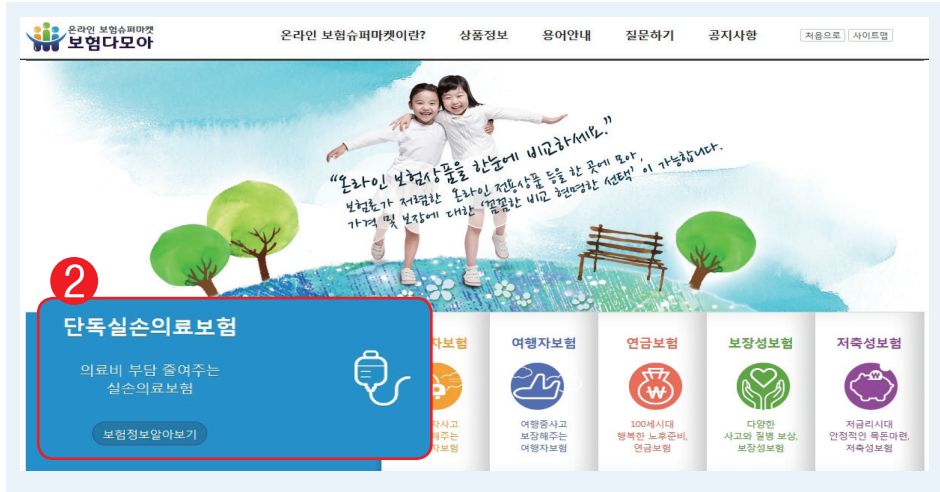 온라인 보험슈퍼마켓
보험다모아
온라인 보험슈퍼마켓이란?
상품정보
용어안내
질문하기
공지사항
처음으로
사이트맵
“온라인 보험상품을 한눈에 비교하세요.”
보험료가 저렴한 온라인 전용상품 등을 한 곳에 모아,
가격 및 보장에 대한 ‘꼼꼼한 비교 현명한 선택’이 가능합니다.
2
단독실손의료보험
의료비 부담 줄여주는
실손의료보험
보험정보알아보기
차보험
차사고
해주는
차보험
여행자보험
여행중사고
보장해주는
여행자보험
연금보험
100세시대
행복한 노후준비,
연금보험
보장성보험
다양한
사고와 질병 보상,
보장성보험
저축성보험
저금리시대
안정적인 목돈마련,
저축성보험